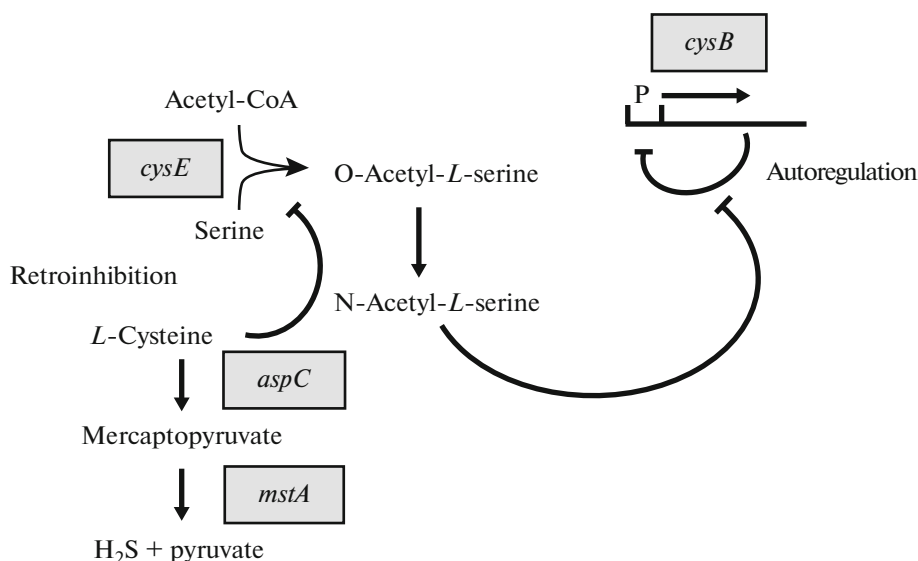 cysB
Acetyl-CoA
P
cysE
O-Acetyl-L-serine
Autoregulation
Serine
Retroinhibition
N-Acetyl-L-serine
L-Cysteine
aspC
Mercaptopyruvate
mstA
H₂S + pyruvate